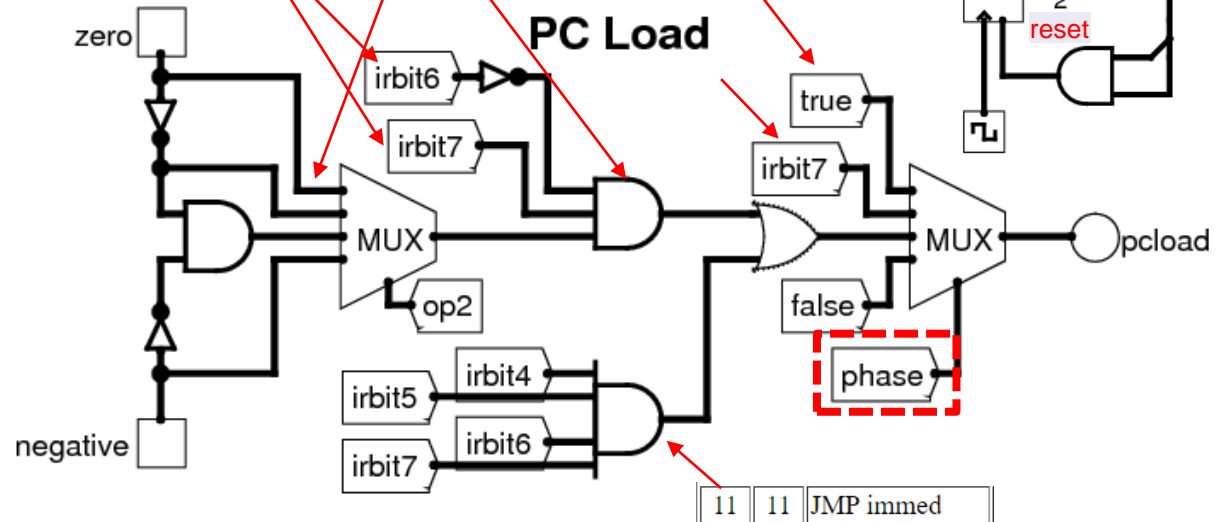 2
reset
zero
PC Load
irbit6
true
irbit7
irbit7
MUX
MUX
pcload
op2
false
irbit4
phase
irbit5
irbit6
negative
irbit7
11 11 JMP immed